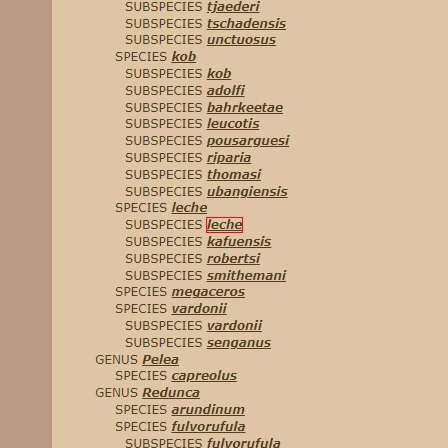 SUBSPECIES tjaederi
SUBSPECIES tschadensis
SUBSPECIES unctuosus
SPECIES kob
SUBSPECIES kob
SUBSPECIES adolfi
SUBSPECIES bahrkeetae
SUBSPECIES leucotis
SUBSPECIES pousarguesi
SUBSPECIES riparia
SUBSPECIES thomasi
SUBSPECIES ubangiensis
SPECIES leche
SUBSPECIES leche
SUBSPECIES kafuensis
SUBSPECIES robertsi
SUBSPECIES smithemani
SPECIES megaceros
SPECIES vardonii
SUBSPECIES vardonii
SUBSPECIES senganus
GENUS Pelea
SPECIES capreolus
GENUS Redunca
SPECIES arundinum
SPECIES fulvorufula
SUBSPECIES fulvorufula